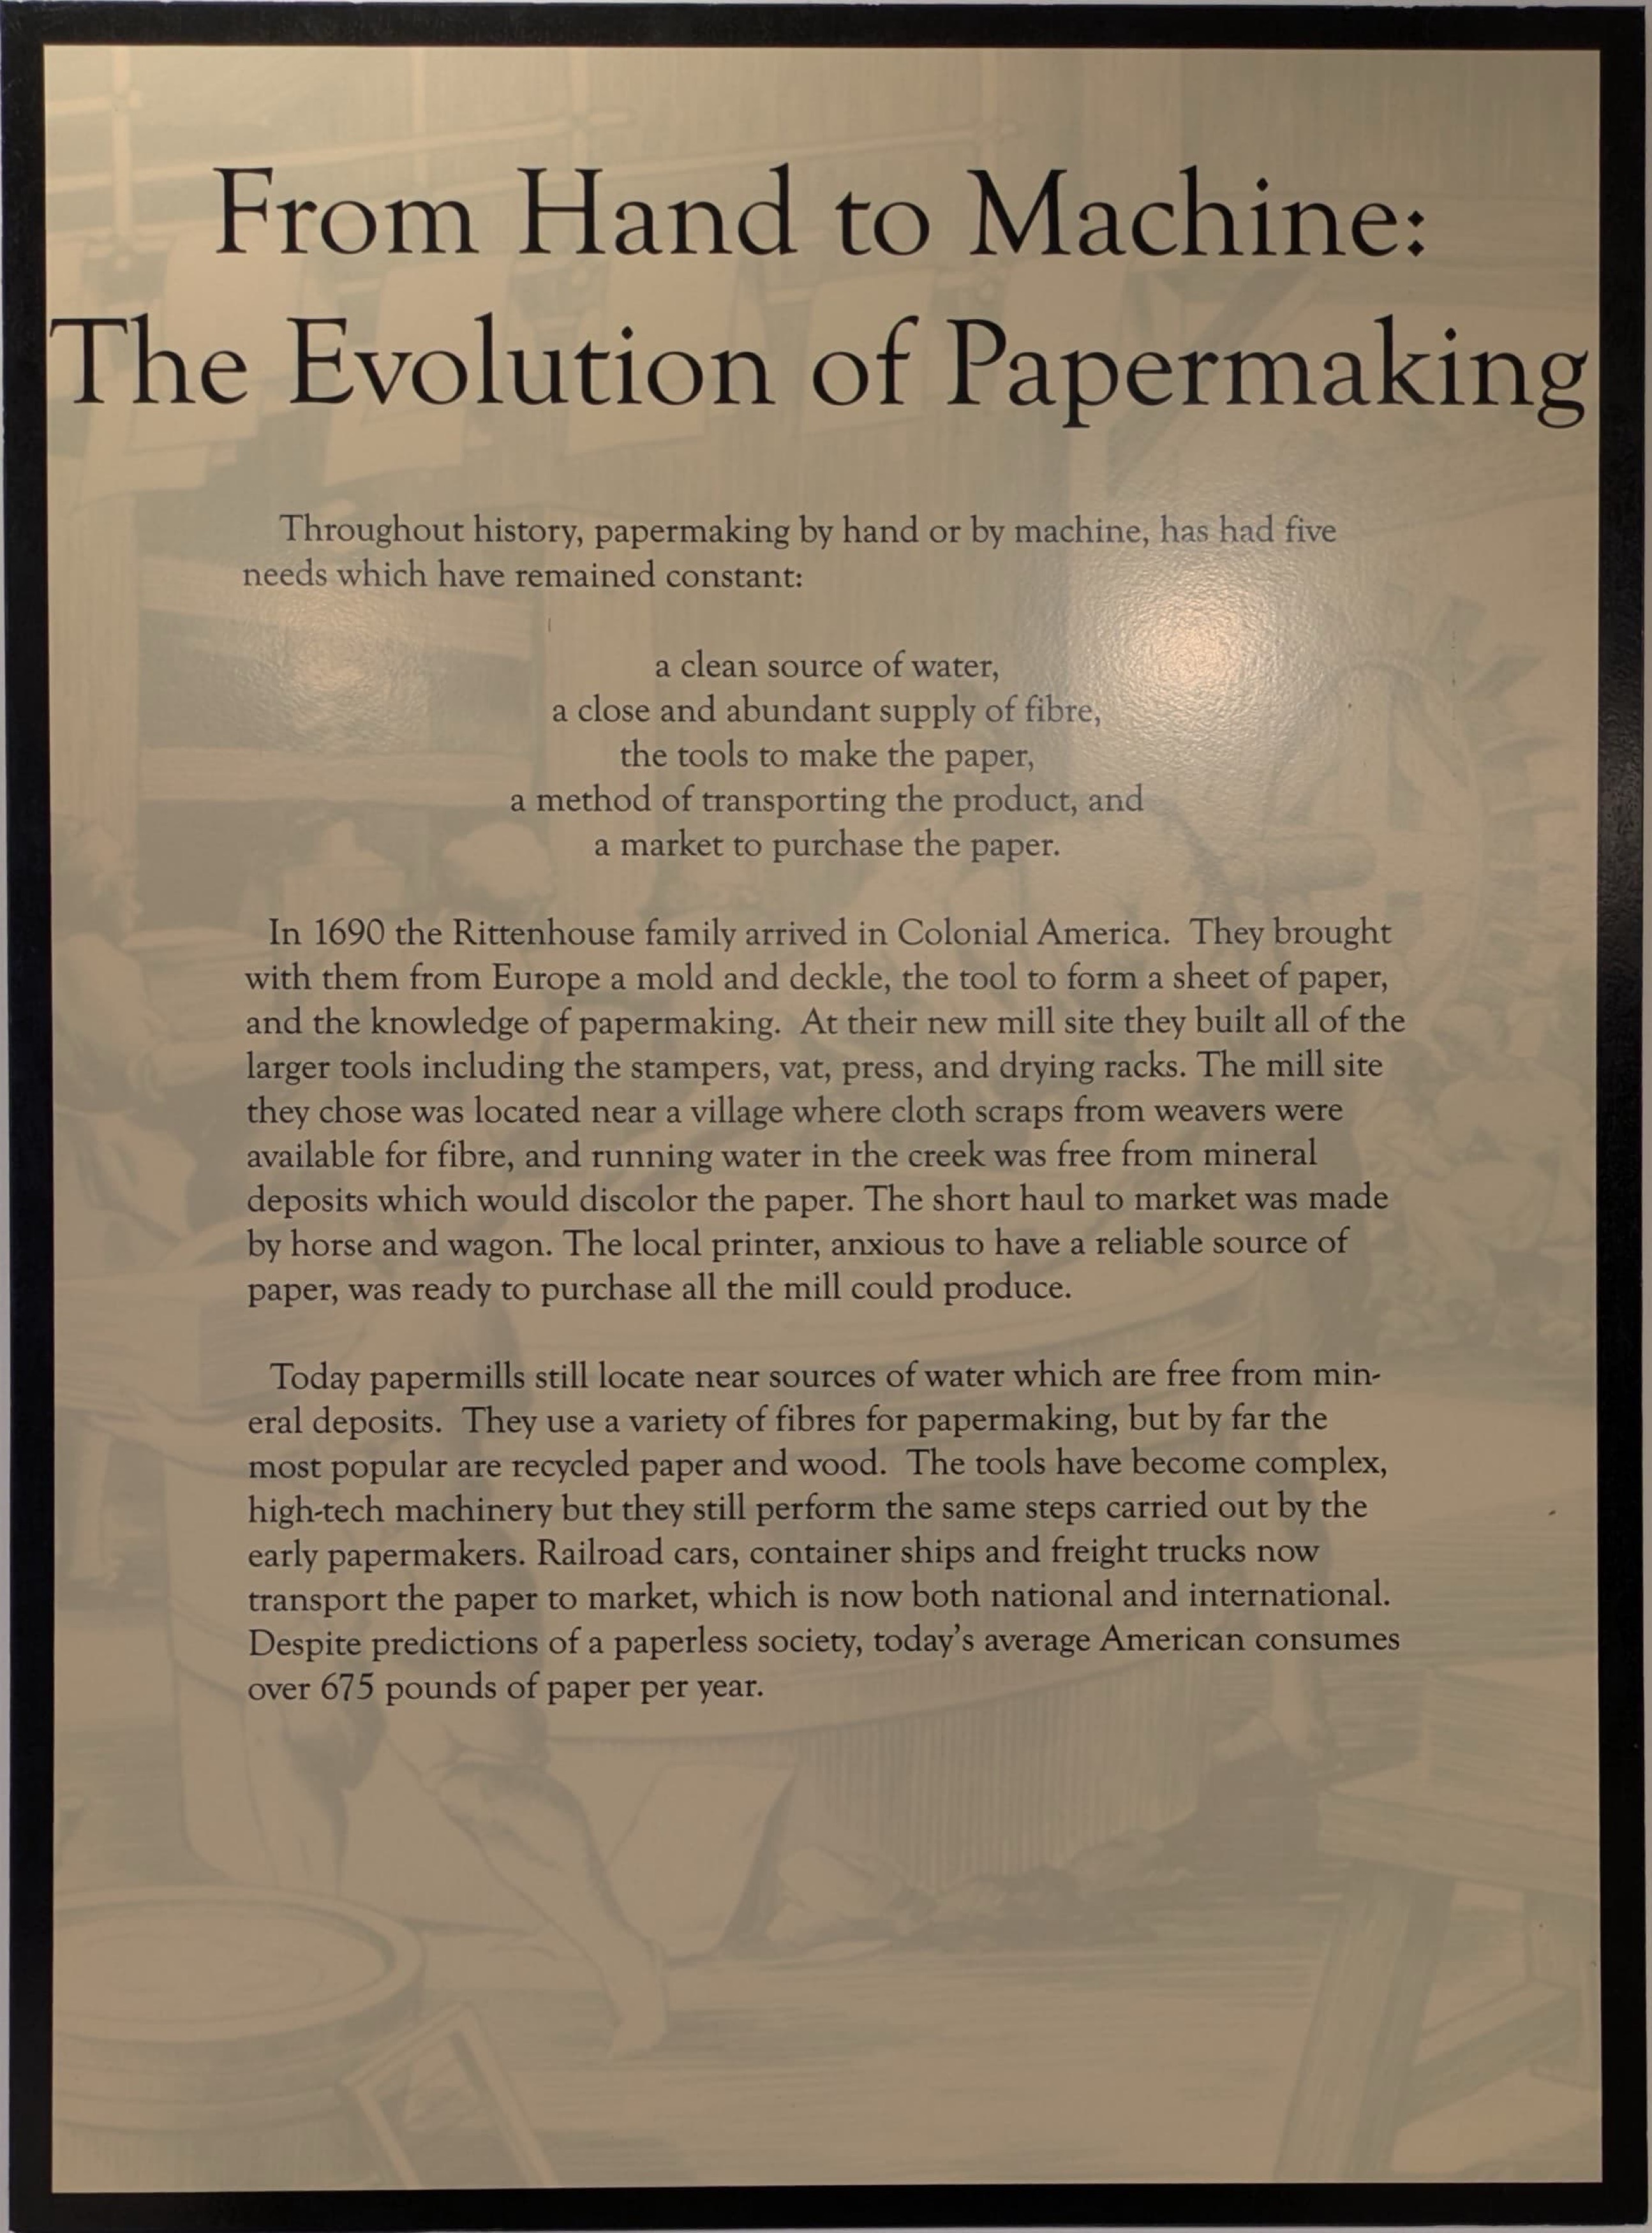 From Hand to Machine:
The Evolution of Papermaking
Throughout history, papermaking by hand or by machine, has had five
needs which have remained constant:
a clean source of water,
a close and abundant supply of fibre,
the tools to make the paper,
a method of transporting the product, and
a market to purchase the paper.
In 1690 the Rittenhouse family arrived in Colonial America. They brought
with them from Europe a mold and deckle, the tool to form a sheet of paper,
and the knowledge of papermaking. At their new mill site they built all of the
larger tools including the stampers, vat, press, and drying racks. The mill site
they chose was located near a village where cloth scraps from weavers were
available for fibre, and running water in the creek was free from mineral
deposits which would discolor the paper. The short haul to market was made
by horse and wagon. The local printer, anxious to have a reliable source of
paper, was ready to purchase all the mill could produce.
Today papermills still locate near sources of water which are free from min-
eral deposits. They use a variety of fibres for papermaking, but by far the
most popular are recycled paper and wood. The tools have become complex,
high-tech machinery but they still perform the same steps carried out by the
early papermakers. Railroad cars, container ships and freight trucks now
transport the paper to market, which is now both national and international.
Despite predictions of a paperless society, today's average American consumes
over 675 pounds of paper per year.